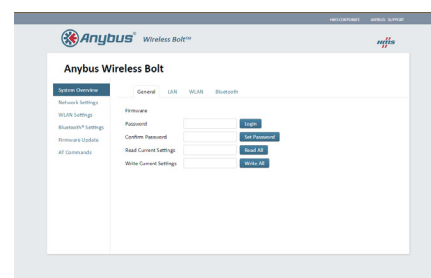 HMS CORPORATE ANYBUS SUPPORT
Anybus® Wireless Bolt™
HMS
Anybus Wireless Bolt
System Overview
Network Settings
WLAN Settings
Bluetooth® Settings
Firmware Update
AT Commands
General LAN WLAN Bluetooth
Firmware
Password Login
Confirm Password Set Password
Read Current Settings Read All
Write Current Settings Write All